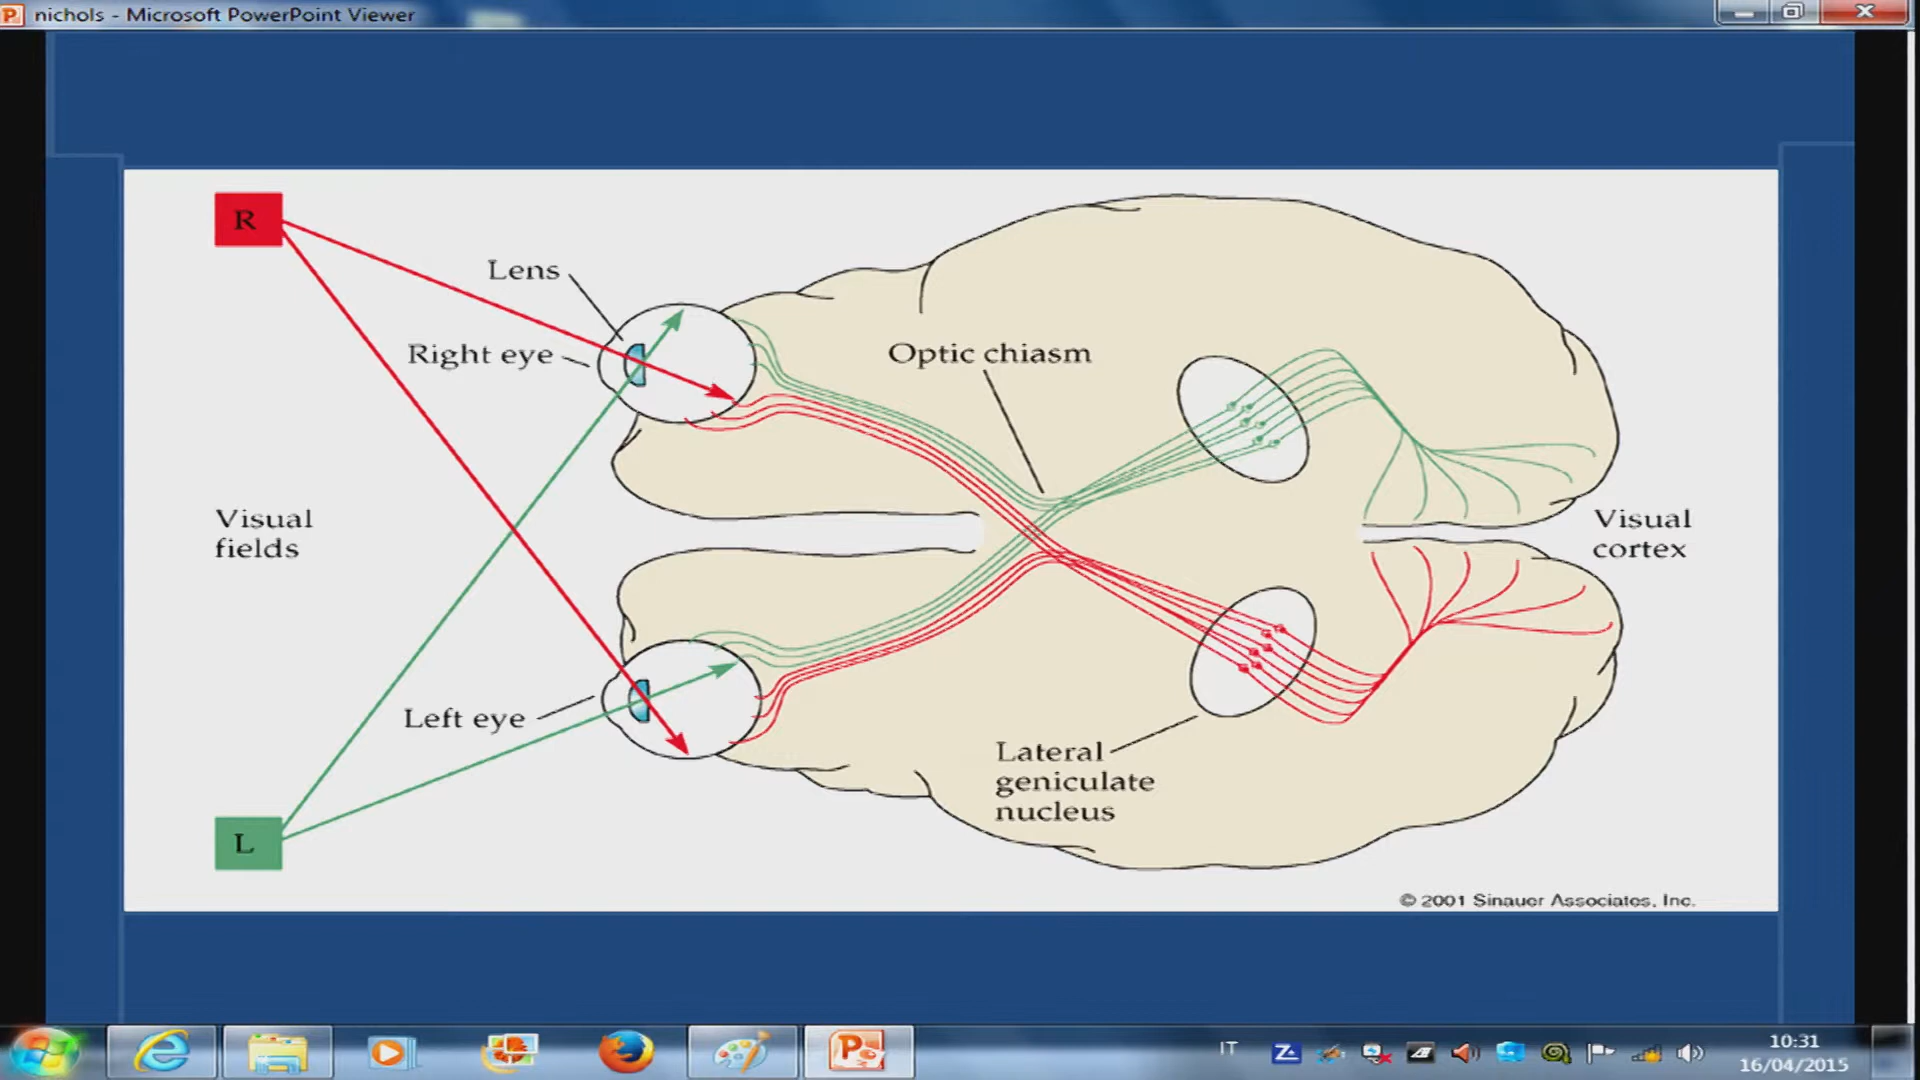 nichols - Microsoft PowerPoint Viewer
R
Lens
Right eye
Optic chiasm
Visual
fields
Visual
cortex
Left eye
Lateral
geniculate
nucleus
L
© 2001 Sinauer Associates, Inc.
IT
10:31
16/04/2015